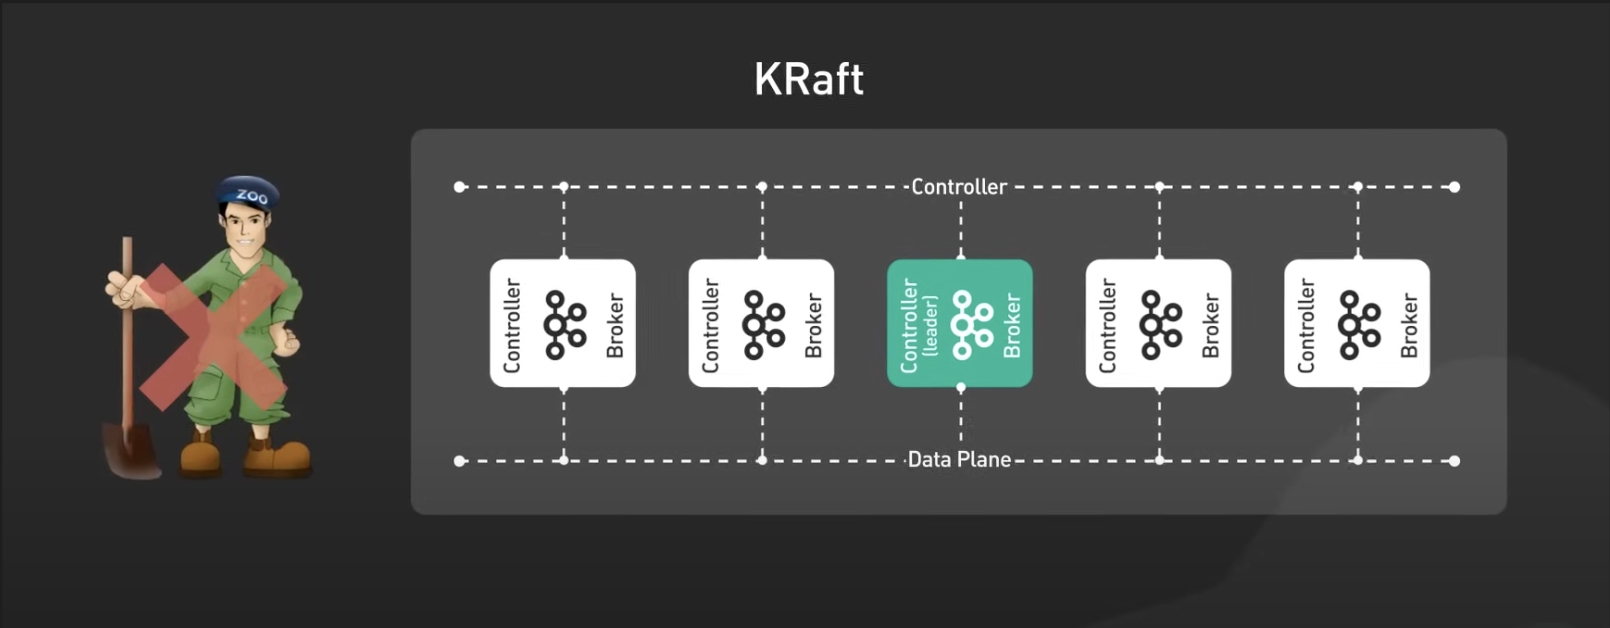 KRaft
ZOO
Controller
Controller
Broker
Controller
Broker
Controller
(leader)
Broker
Controller
Broker
Controller
Broker
Data Plane